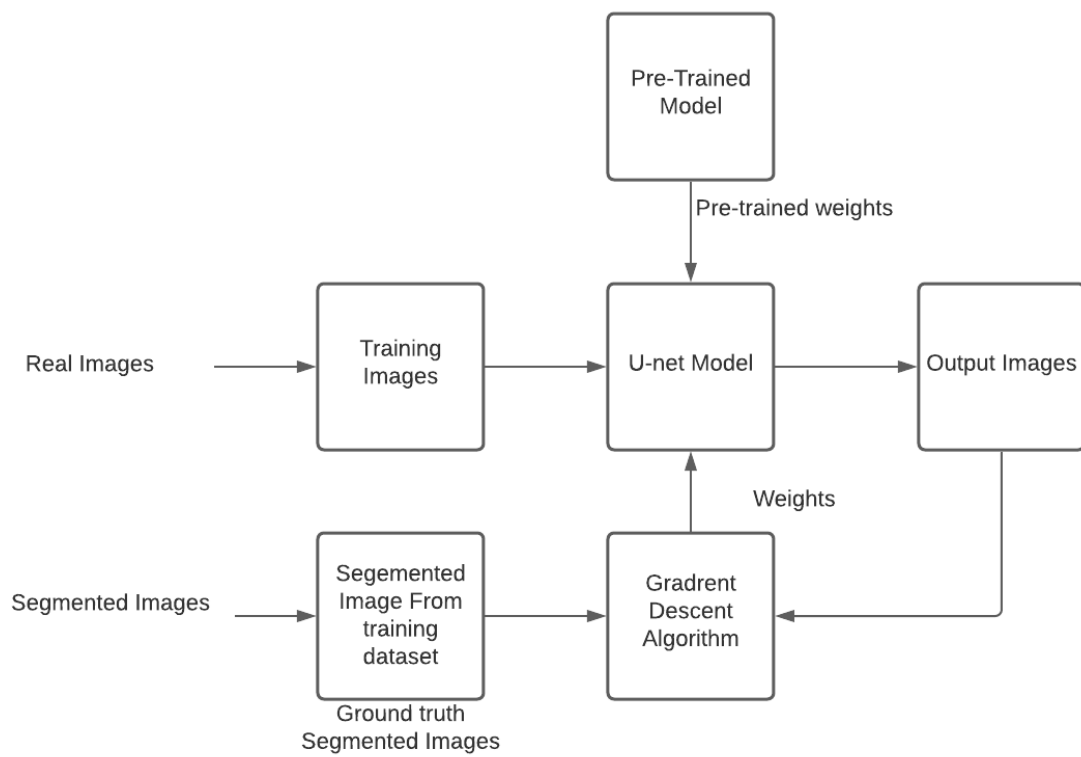 Pre-Trained
Model
Pre-trained weights
Real Images
Training
Images
U-net Model
Output Images
Weights
Segmented Images
Segemented
Image From
training
dataset
Gradrent
Descent
Algorithm
Ground truth
Segmented Images